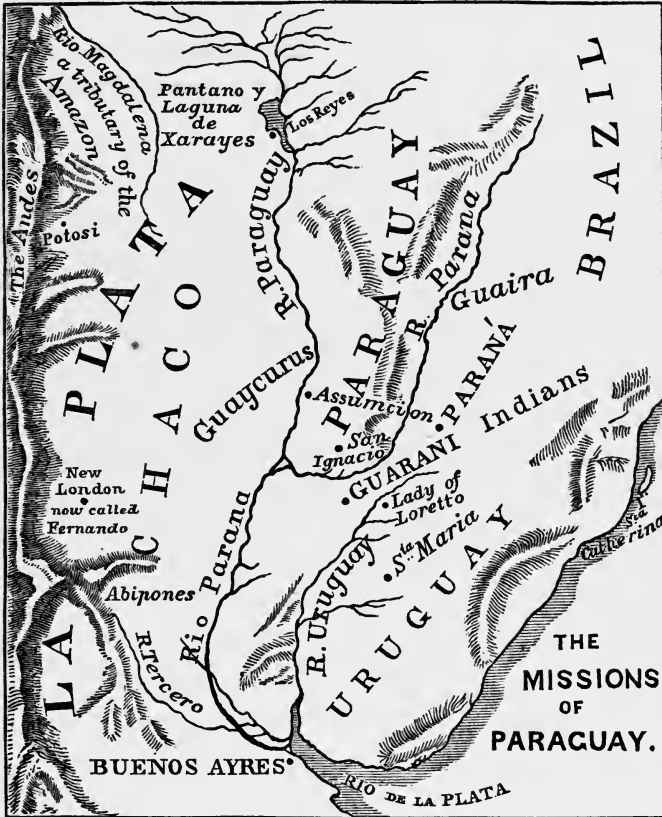 Rio Magdalena
a tributary of the
Amazon
Pantano y
Laguna
de
Xarayes
Los Reyes
The Andes
Potosi
LA PLATA
CHACO
R. Paraguay
PARAGUAY
R. Parana
BRAZIL
Guaira
Guaycurus
Assumcion
PARANÁ
San
Ignacio
GUARANI Indians
Lady of
Loretto
New
London
now called
Fernando
Abipones
Rio Parana
R. Uruguay
Sta. Maria
URUGUAY
I.
Sta.
Catherina
R. Tercero
BUENOS AYRES
RIO DE LA PLATA
THE
MISSIONS
OF
PARAGUAY.